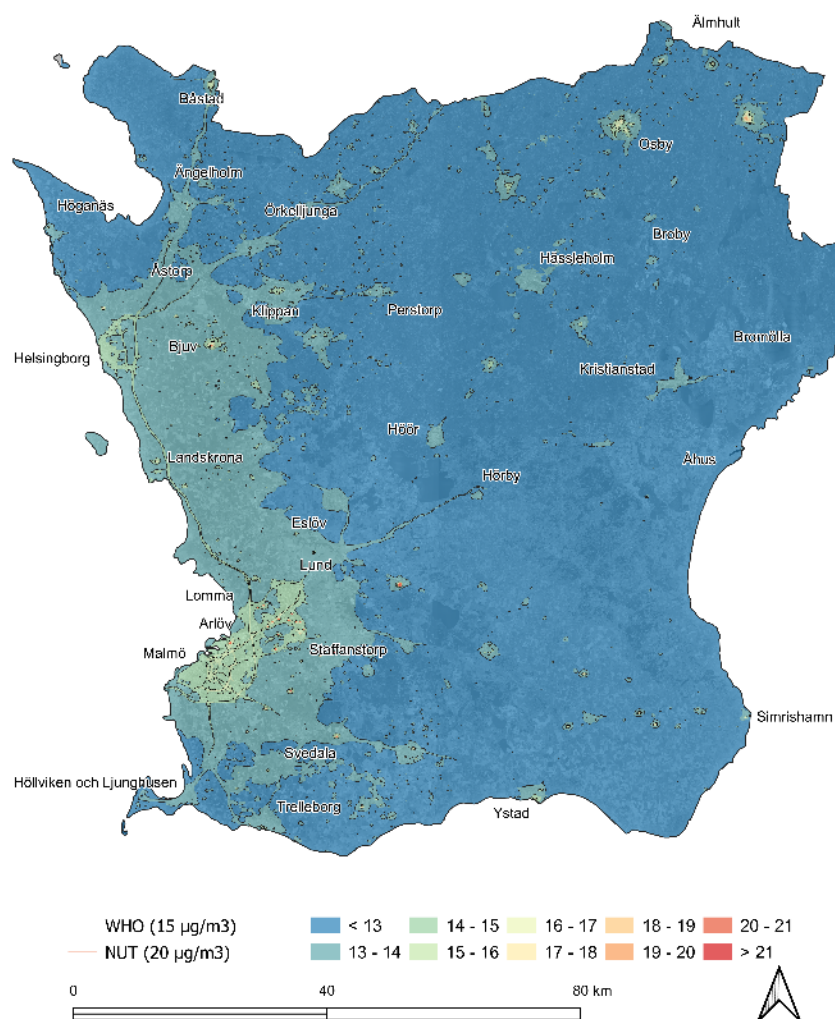 Älmhult
Båstad
Osby
Ängelholm
Höganäs
Örkelljunga
Broby
Hässleholm
Åstorp
Klippan
Perstorp
Bromölla
Helsingborg
Bjuv
Kristianstad
Höör
Landskrona
Åhus
Hörby
Eslöv
Lund
Lomma
Arlöv
Malmö
Staffanstorp
Simrishamn
Svedala
Höllviken och Ljunghusen
Trelleborg
Ystad
WHO (15 µg/m3)
NUT (20 µg/m3)
< 13
14 - 15
16 - 17
18 - 19
20 - 21
13 - 14
15 - 16
17 - 18
19 - 20
> 21
0
40
80 km